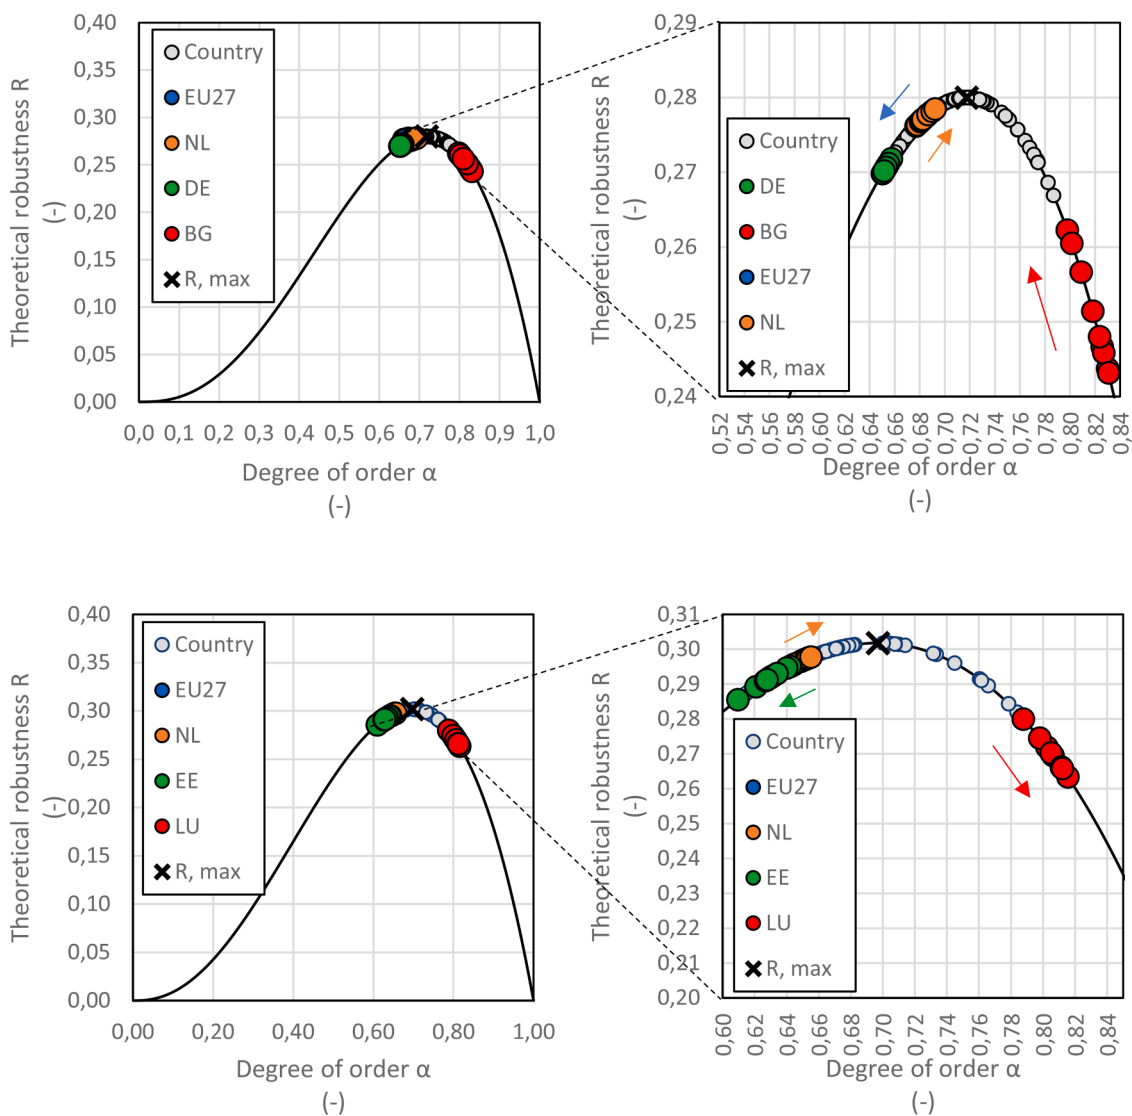 0,40
0,35
0,30
0,25
0,20
0,15
0,10
0,05
0,00
Theoretical robustness R
(-)
Country
EU27
NL
DE
BG
R, max
0,0 0,1 0,2 0,3 0,4 0,5 0,6 0,7 0,8 0,9 1,0
Degree of order α
(-)
0,29
0,28
0,27
0,26
0,25
0,24
Theoretical robustness R
(-)
Country
DE
BG
EU27
NL
R, max
0,52 0,54 0,56 0,58 0,60 0,62 0,64 0,66 0,68 0,70 0,72 0,74 0,76 0,78 0,80 0,82 0,84
Degree of order α
(-)
0,40
0,35
0,30
0,25
0,20
0,15
0,10
0,05
0,00
Theoretical robustness R
(-)
Country
EU27
NL
EE
LU
R, max
0,00 0,20 0,40 0,60 0,80 1,00
Degree of order α
(-)
0,31
0,30
0,29
0,28
0,27
0,26
0,25
0,24
0,23
0,22
0,21
0,20
Theoretical robustness R
(-)
Country
EU27
NL
EE
LU
R, max
0,60 0,62 0,64 0,66 0,68 0,70 0,72 0,74 0,76 0,78 0,80 0,82 0,84
Degree of order α
(-)